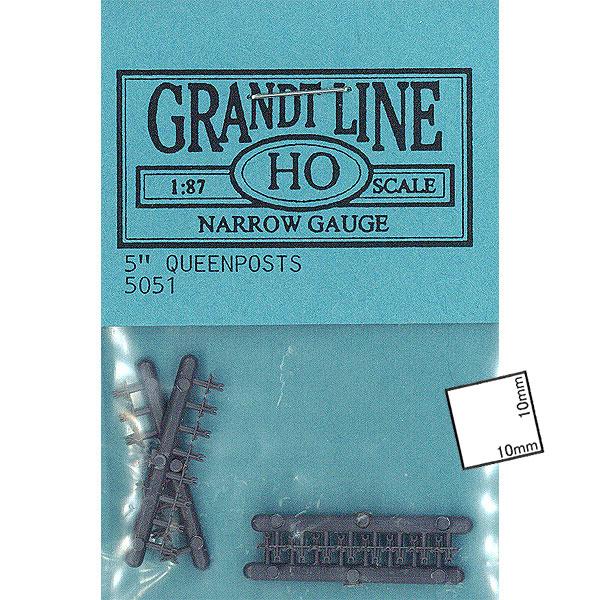 GRANDT LINE
1:87 HO SCALE
NARROW GAUGE
5" QUEENPOSTS
5051
10mm
10mm